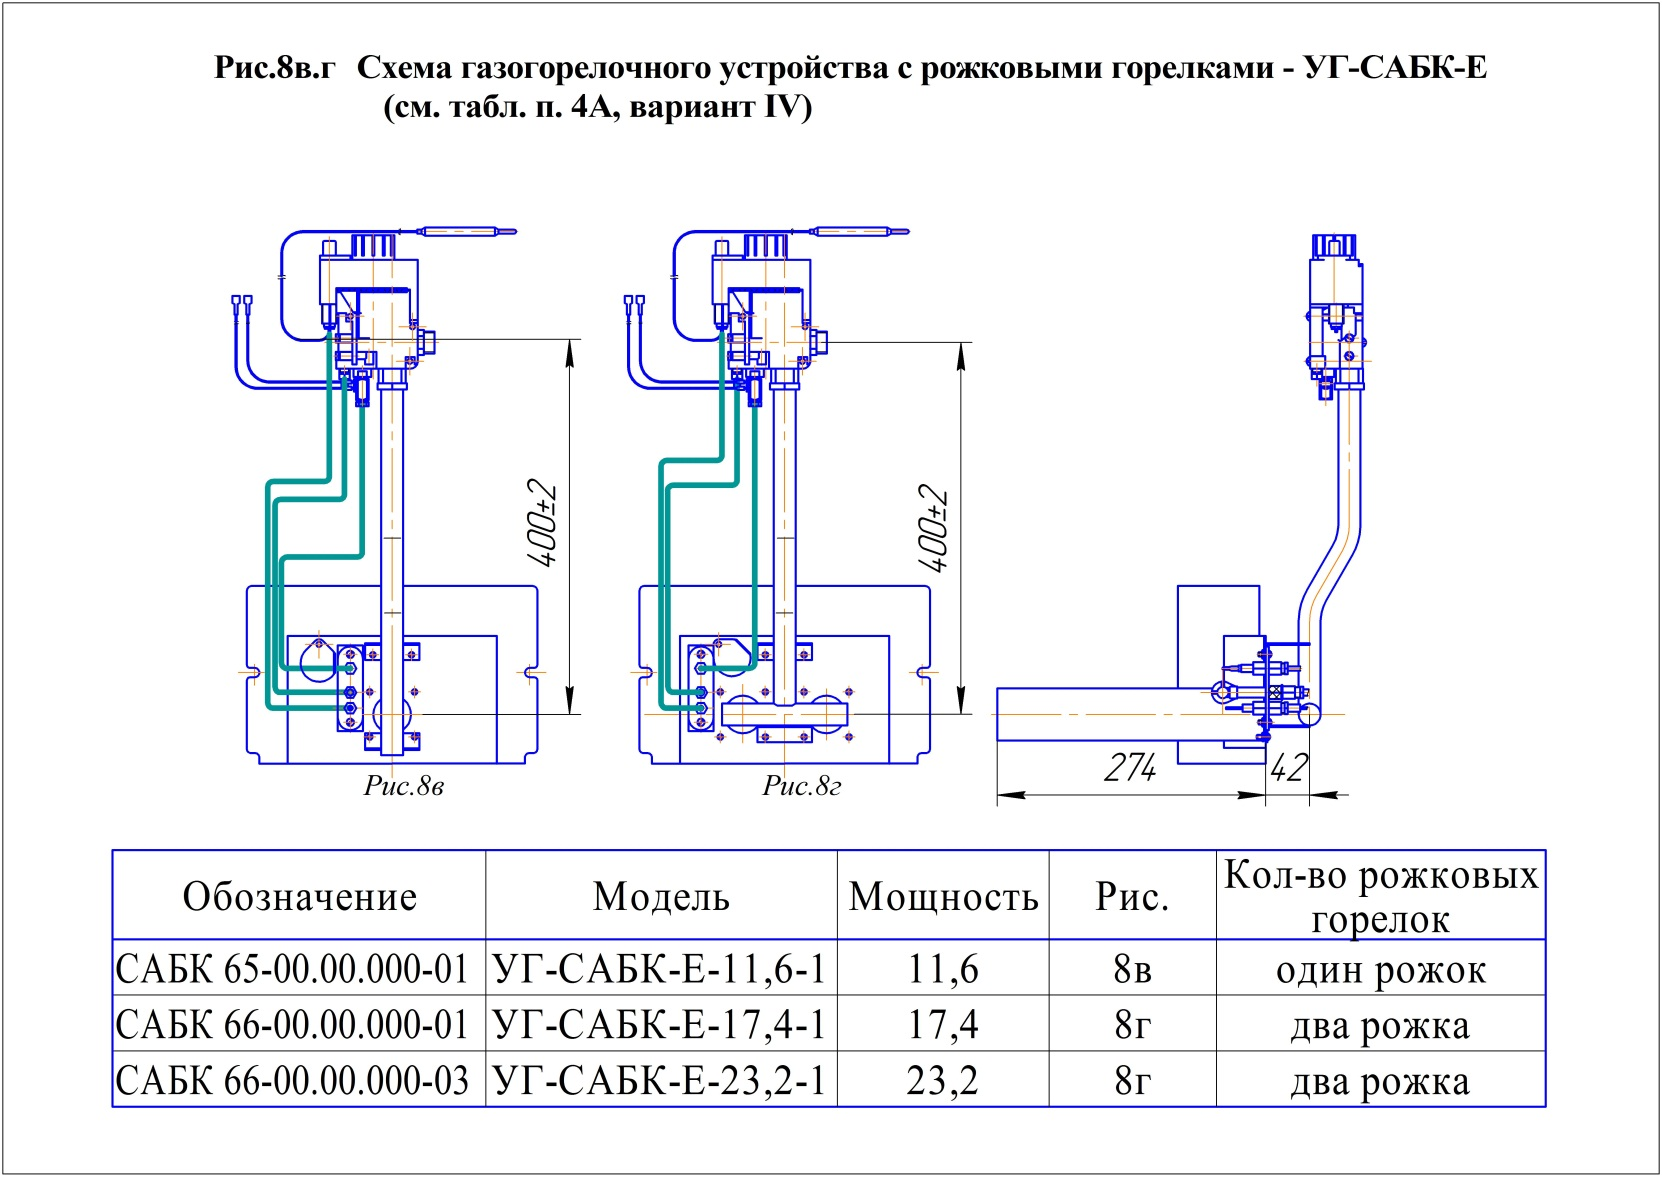 Рис.8в.г Схема газогорелочного устройства с рожковыми горелками - УГ-САБК-Е
(см. табл. п. 4А, вариант IV)
400±2
400±2
274
42
Рис.8в
Рис.8г
Обозначение Модель Мощность Рис. Кол-во рожковых
горелок
САБК 65-00.00.000-01 УГ-САБК-Е-11,6-1 11,6 8в один рожок
САБК 66-00.00.000-01 УГ-САБК-Е-17,4-1 17,4 8г два рожка
САБК 66-00.00.000-03 УГ-САБК-Е-23,2-1 23,2 8г два рожка